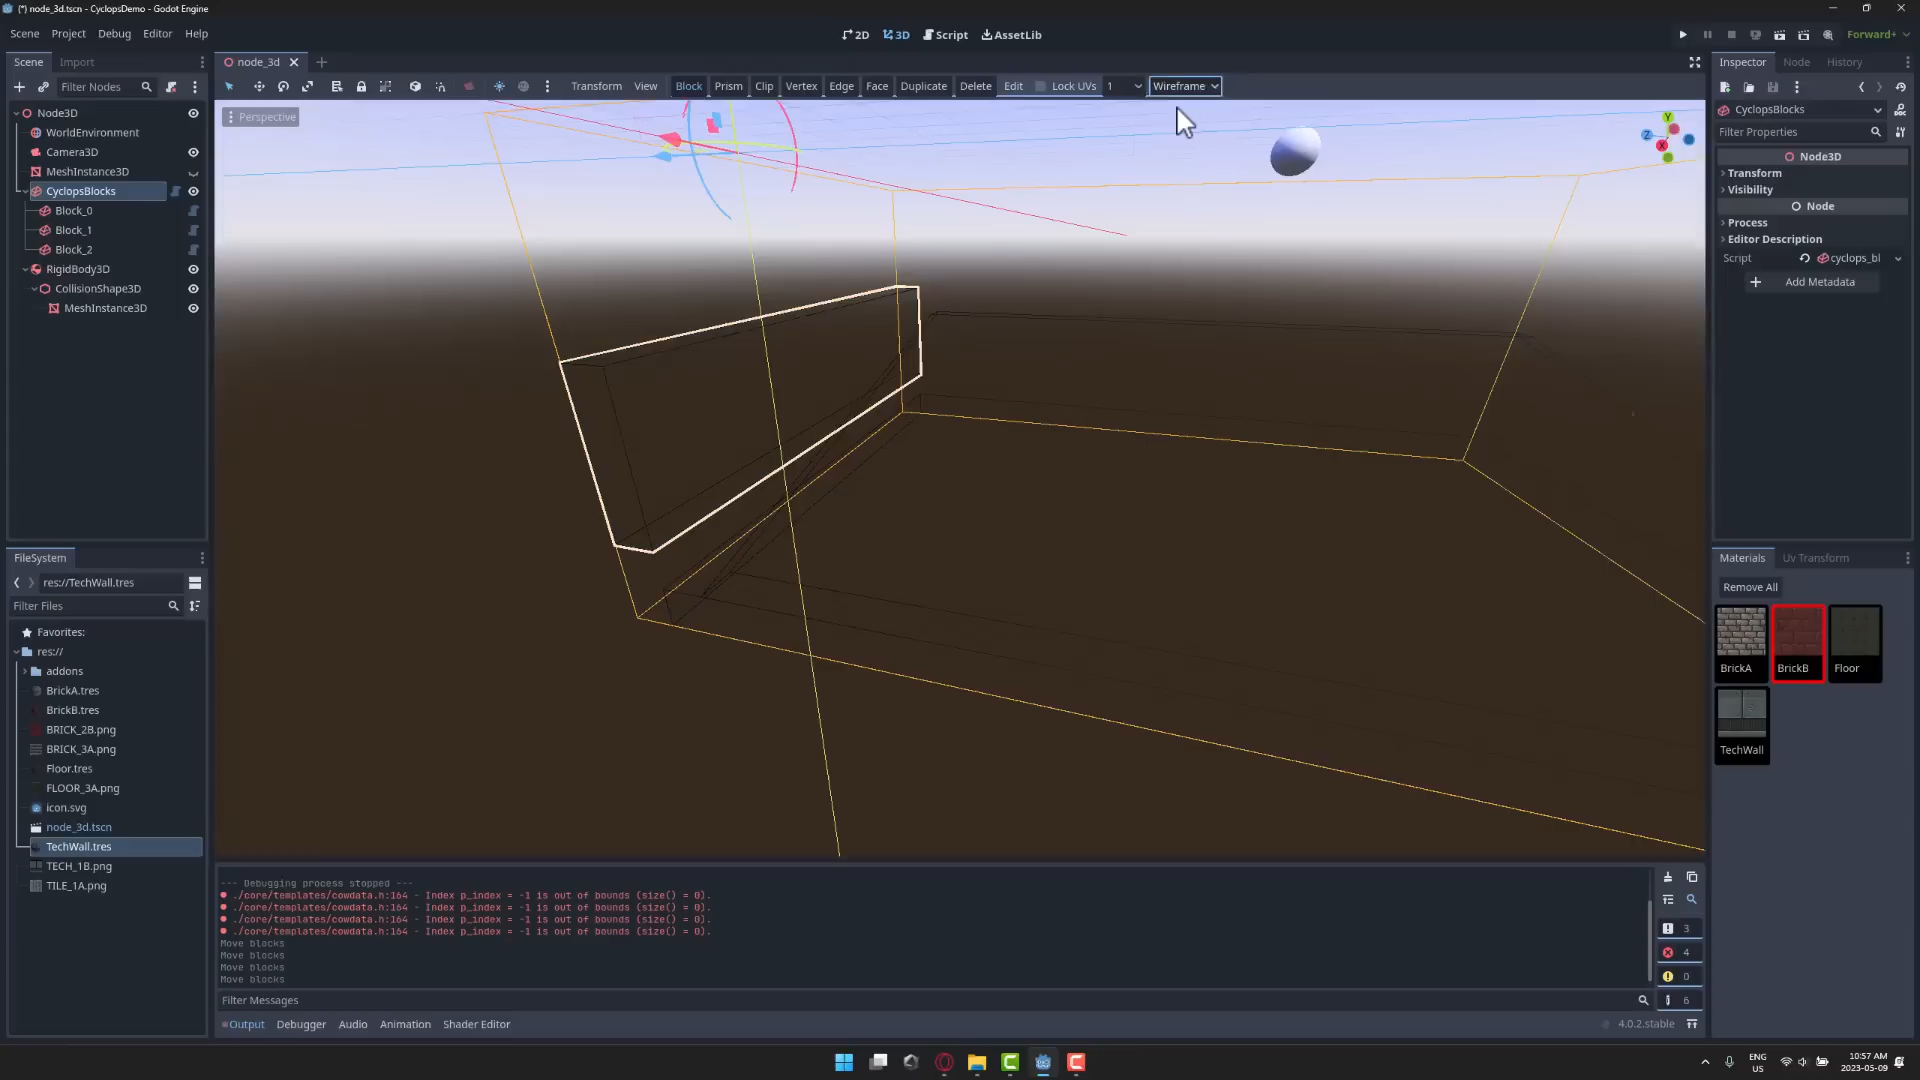 (*) node_3d.tscn - CyclopsDemo - Godot Engine
Scene Project Debug Editor Help
2D 3D Script AssetLib
Forward+
Scene Import
node_3d
Inspector Node History
Filter Nodes
Transform View Block Prism Clip Vertex Edge Face Duplicate Delete Edit Lock UVs 1 Wireframe
Perspective
Node3D
WorldEnvironment
Camera3D
MeshInstance3D
CyclopsBlocks
Block_0
Block_1
Block_2
RigidBody3D
CollisionShape3D
MeshInstance3D
Y
Z
X
CyclopsBlocks
Filter Properties
Node3D
Transform
Visibility
Node
Process
Editor Description
Script cyclops_bl
Add Metadata
FileSystem
res://TechWall.tres
Filter Files
Favorites:
res://
addons
BrickA.tres
BrickB.tres
BRICK_2B.png
BRICK_3A.png
Floor.tres
FLOOR_3A.png
icon.svg
node_3d.tscn
TechWall.tres
TECH_1B.png
TILE_1A.png
Materials Uv Transform
Remove All
BrickA BrickB Floor
TechWall
--- Debugging process stopped ---
./core/templates/cowdata.h:164 - Index p_index = -1 is out of bounds (size() = 0).
./core/templates/cowdata.h:164 - Index p_index = -1 is out of bounds (size() = 0).
./core/templates/cowdata.h:164 - Index p_index = -1 is out of bounds (size() = 0).
./core/templates/cowdata.h:164 - Index p_index = -1 is out of bounds (size() = 0).
Move blocks
Move blocks
Move blocks
Move blocks
3
4
0
6
Filter Messages
Output Debugger Audio Animation Shader Editor
4.0.2.stable
ENG
US
10:57 AM
2023-05-09